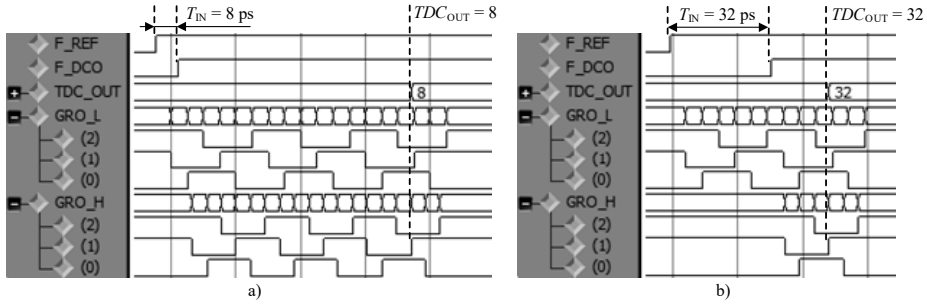 T_IN = 8 ps
TDC_OUT = 8
F_REF
F_DCO
TDC_OUT
8
GRO_L
(2)
(1)
(0)
GRO_H
(2)
(1)
(0)
a)
T_IN = 32 ps
TDC_OUT = 32
F_REF
F_DCO
TDC_OUT
32
GRO_L
(2)
(1)
(0)
GRO_H
(2)
(1)
(0)
b)